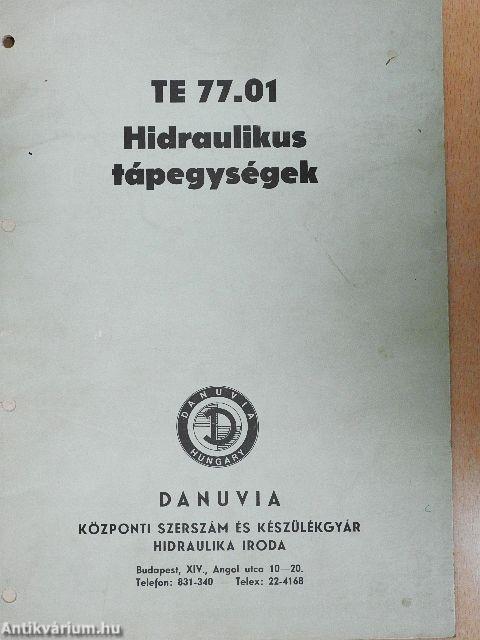 TE 77.01
Hidraulikus
tápegységek
DANUVIA
D
HUNGARY
DANUVIA
KÖZPONTI SZERSZÁM ÉS KÉSZÜLÉKGYÁR
HIDRAULIKA IRODA
Budapest, XIV., Angol utca 10—20.
Telefon: 831-340 — Telex: 22-4168
Antikvárium.hu